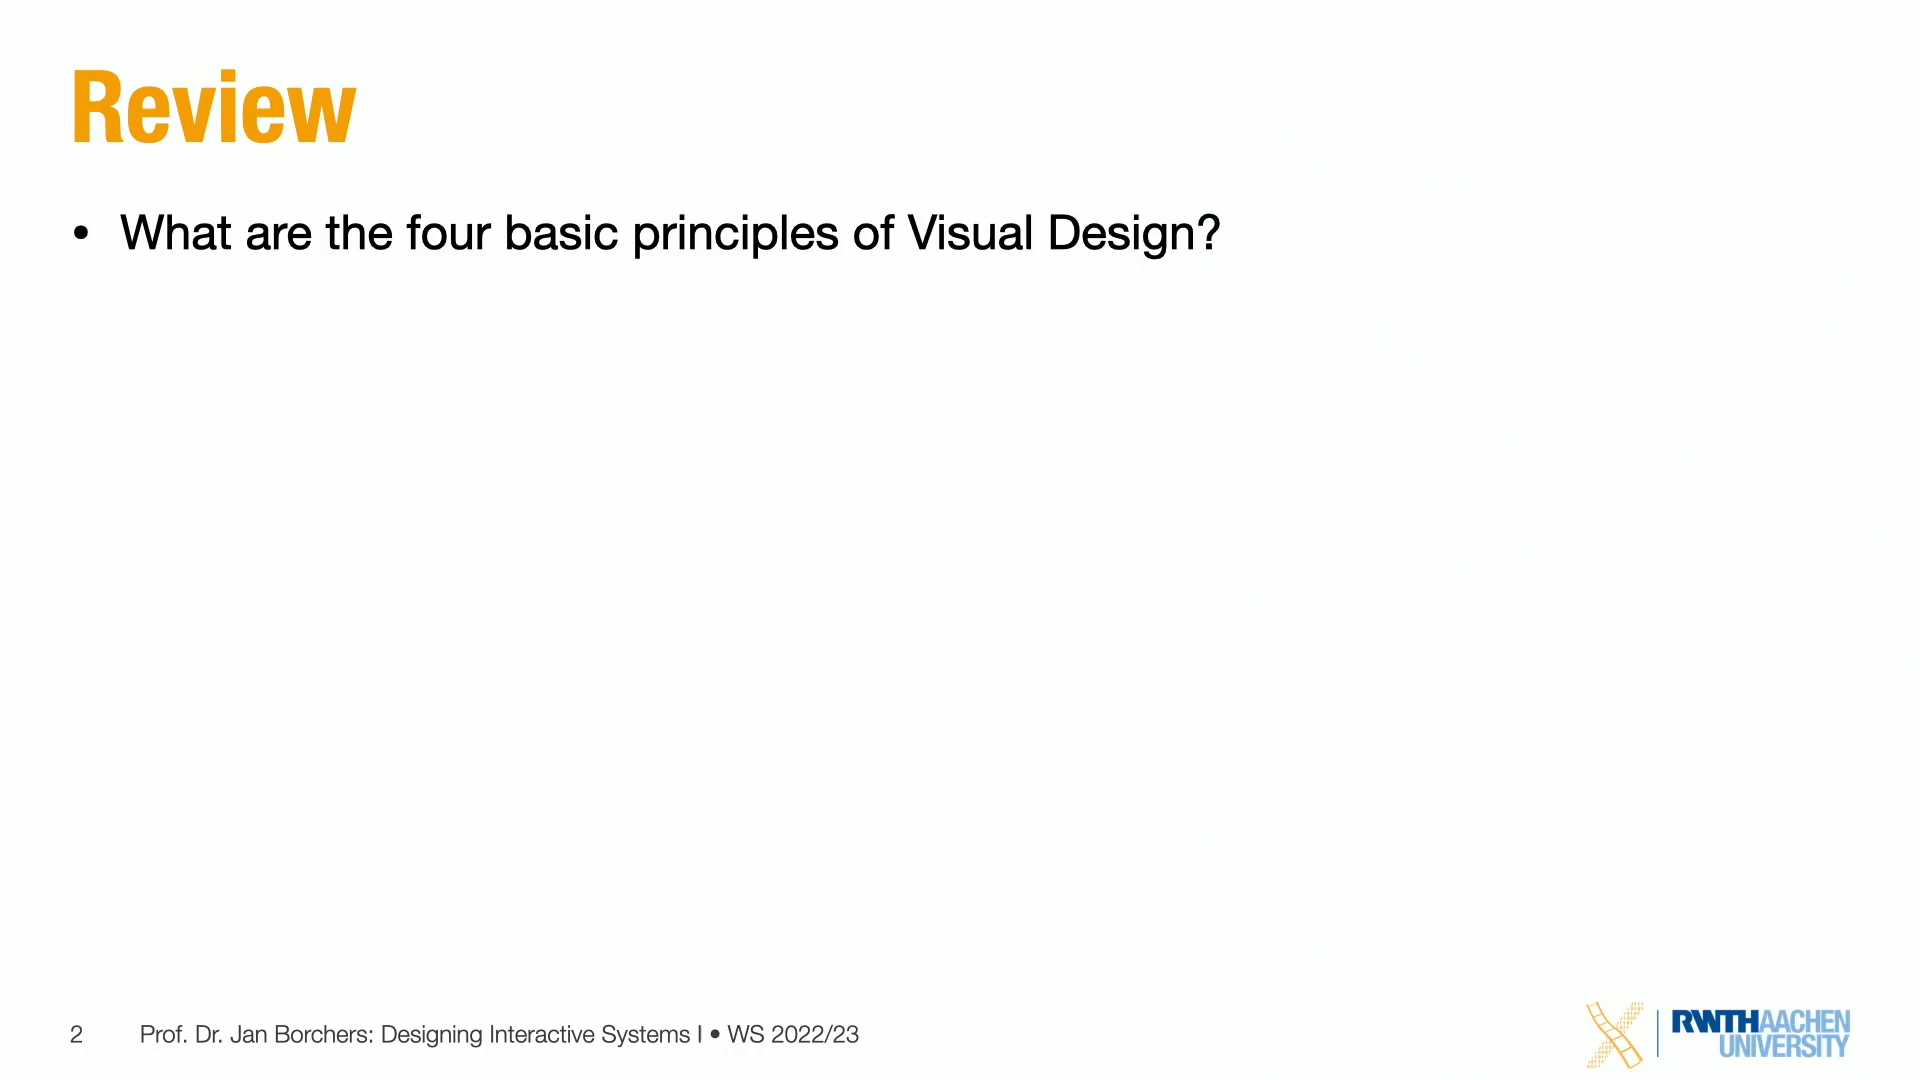 Review
• What are the four basic principles of Visual Design?
2 Prof. Dr. Jan Borchers: Designing Interactive Systems I • WS 2022/23
RWTHAACHEN
UNIVERSITY